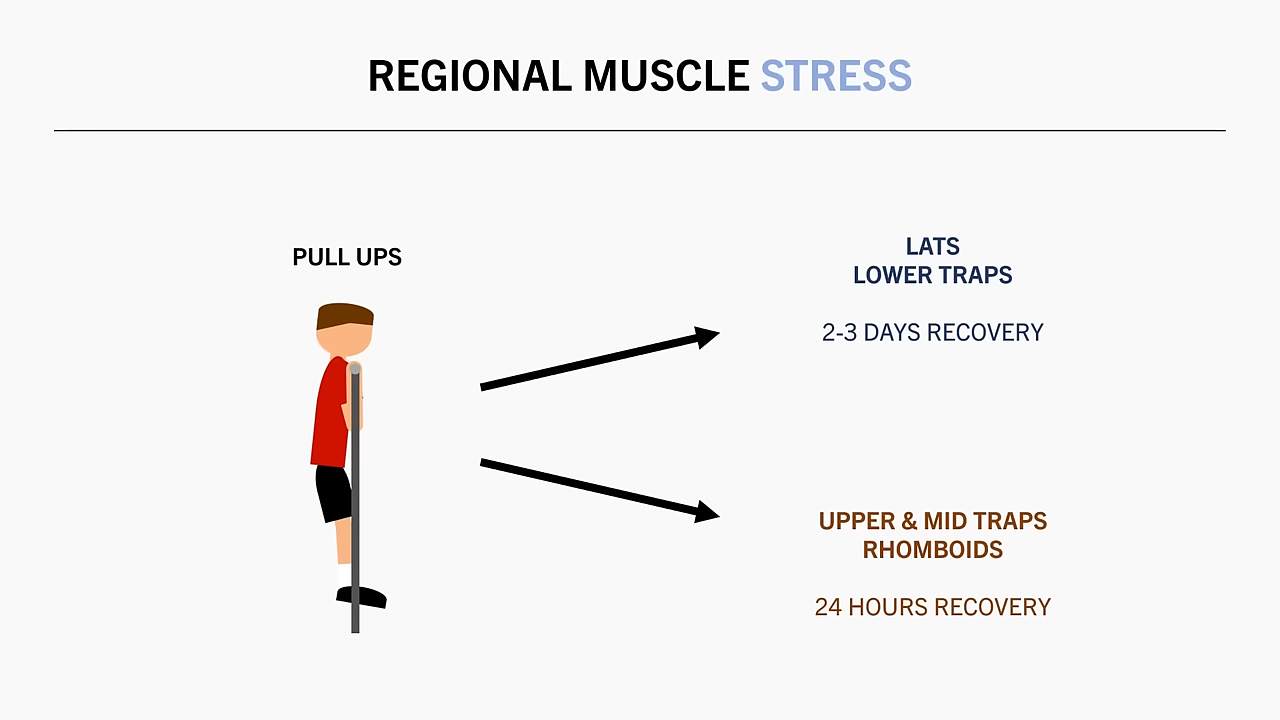 REGIONAL MUSCLE STRESS
PULL UPS
LATS
LOWER TRAPS
2-3 DAYS RECOVERY
UPPER & MID TRAPS
RHOMBOIDS
24 HOURS RECOVERY